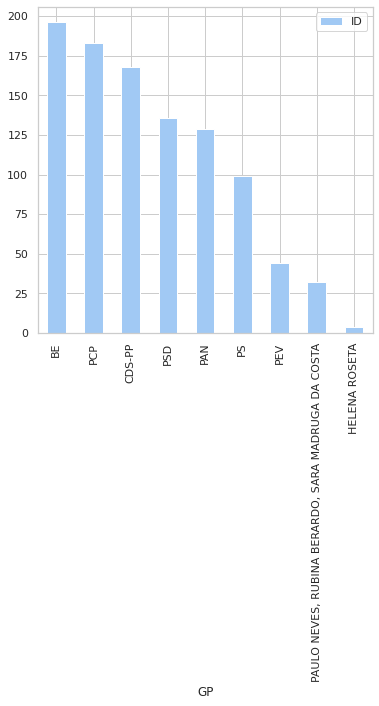 200
175
150
125
100
75
50
25
0
ID
BE
PCP
CDS-PP
PSD
PAN
PS
PEV
PAULO NEVES, RUBINA BERARDO, SARA MADRUGA DA COSTA
HELENA ROSETA
GP